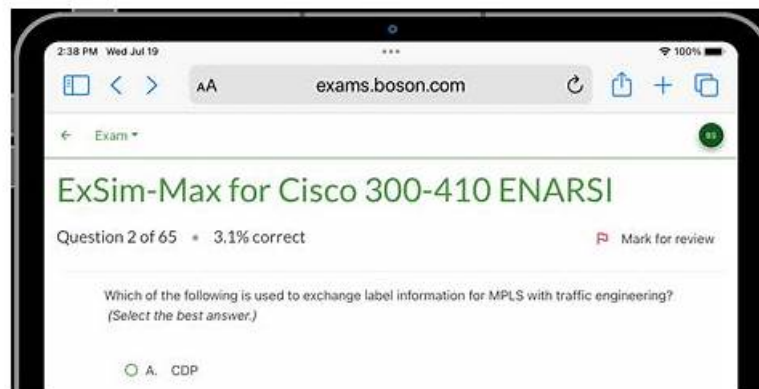 2:38 PM Wed Jul 19
100%
AA
exams.boson.com
Exam
ExSim-Max for Cisco 300-410 ENARSI
Question 2 of 65 • 3.1% correct
Mark for review
Which of the following is used to exchange label information for MPLS with traffic engineering?
(Select the best answer.)
A. CDP